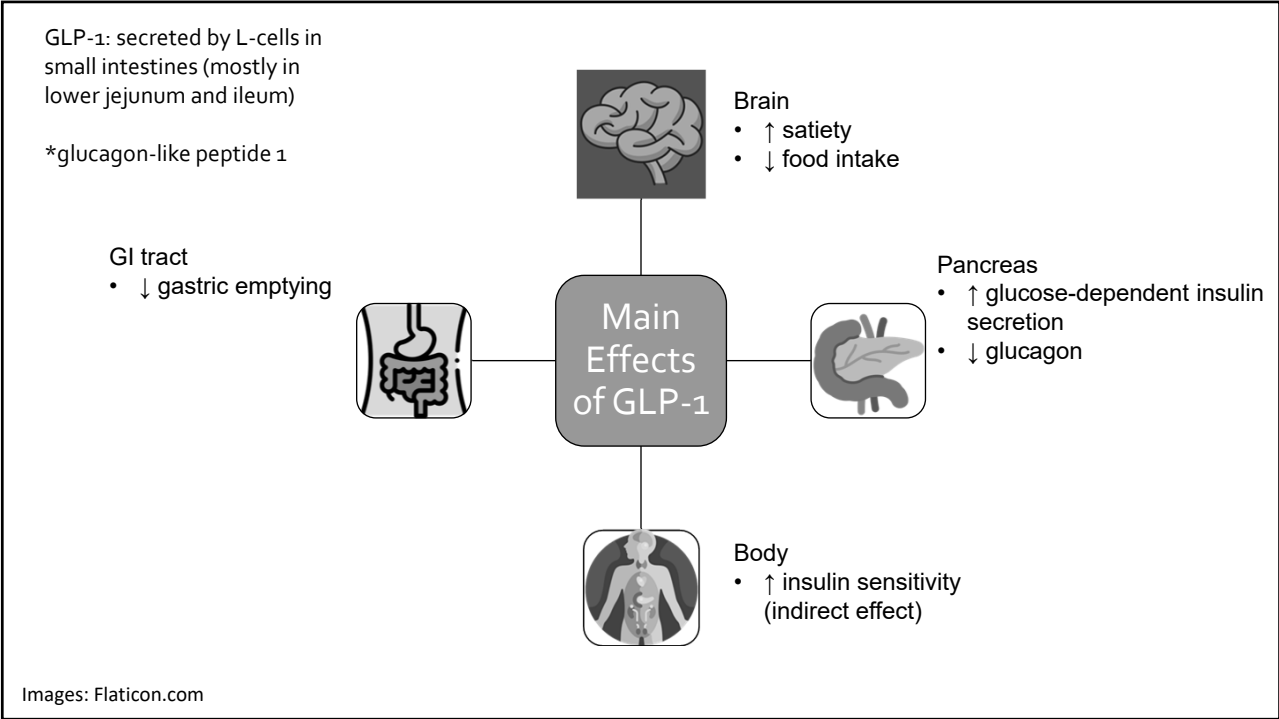 GLP-1: secreted by L-cells in
small intestines (mostly in
lower jejunum and ileum)
*glucagon-like peptide 1
Brain
• ↑ satiety
• ↓ food intake
GI tract
• ↓ gastric emptying
Main
Effects
of GLP-1
Pancreas
• ↑ glucose-dependent insulin
secretion
• ↓ glucagon
Body
• ↑ insulin sensitivity
(indirect effect)
Images: Flaticon.com